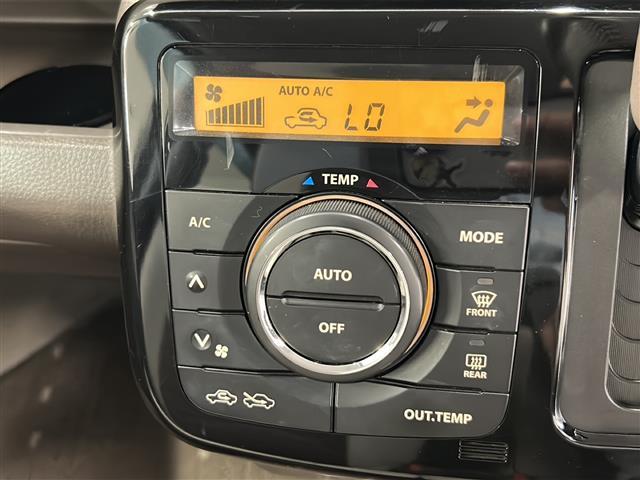 AUTO A/C
LO
TEMP
A/C
MODE
AUTO
OFF
FRONT
REAR
OUT.TEMP